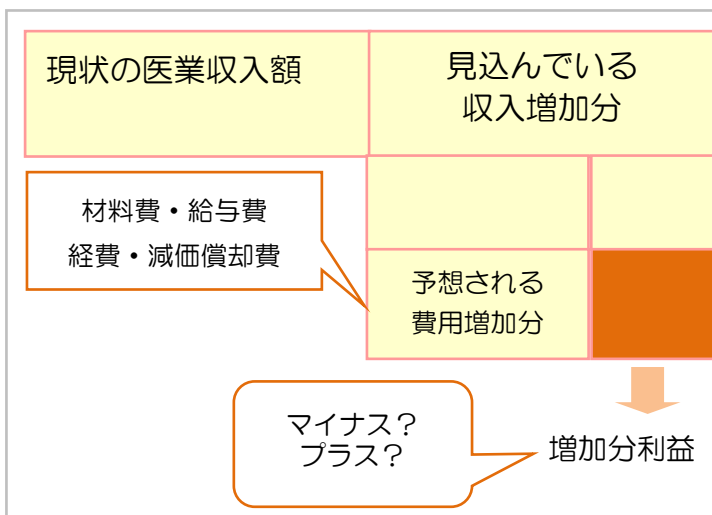 現状の医業収入額
見込んでいる
収入増加分
材料費・給与費
経費・減価償却費
予想される
費用増加分
マイナス?
プラス?
増加分利益